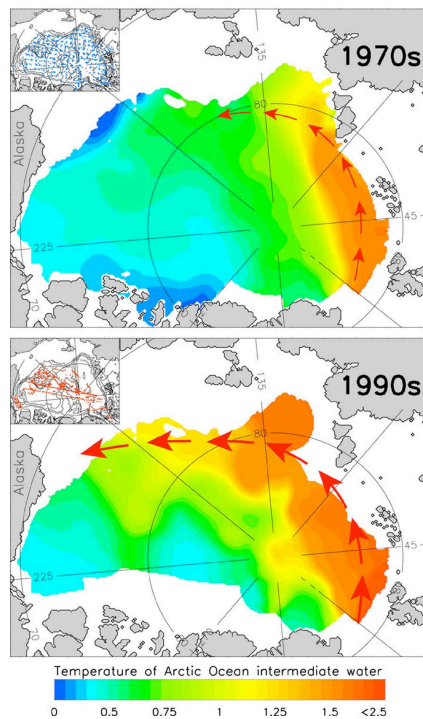 1970s
135
80
Alaska
45
225
70
1990s
135
80
Alaska
45
225
70
Temperature of Arctic Ocean intermediate water
0 0.5 0.75 1 1.25 1.5 <2.5